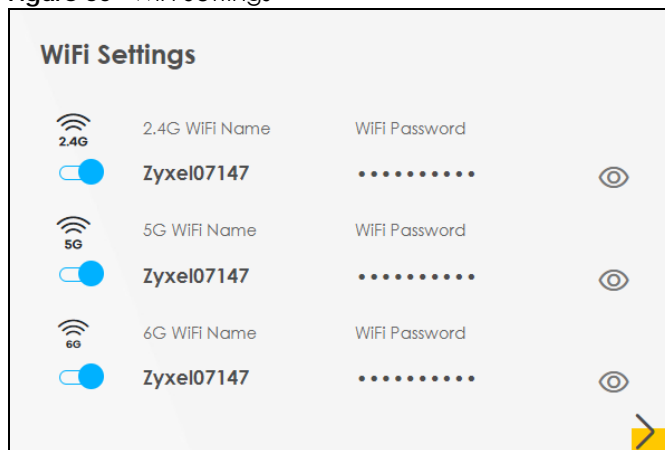 WiFi Settings
2.4G
2.4G WiFi Name WiFi Password
Zyxel07147 ••••••••••
5G
5G WiFi Name WiFi Password
Zyxel07147 ••••••••••
6G
6G WiFi Name WiFi Password
Zyxel07147 ••••••••••